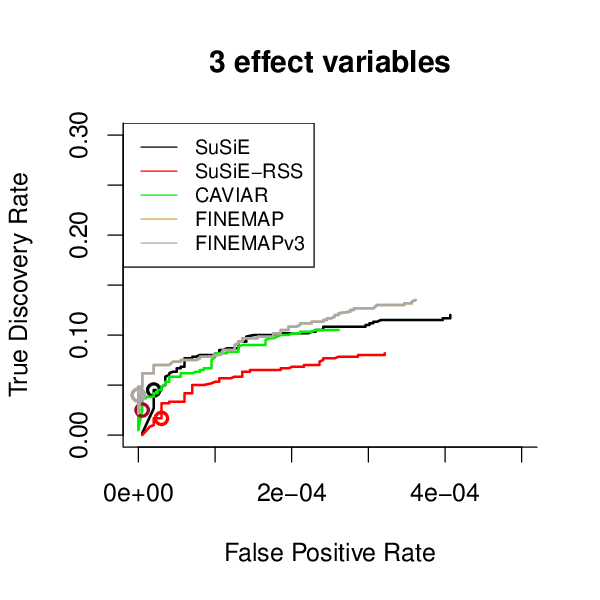 3 effect variables
True Discovery Rate
0.30
0.20
0.10
0.00
SuSiE
SuSiE−RSS
CAVIAR
FINEMAP
FINEMAPv3
0e+00 2e−04 4e−04
False Positive Rate